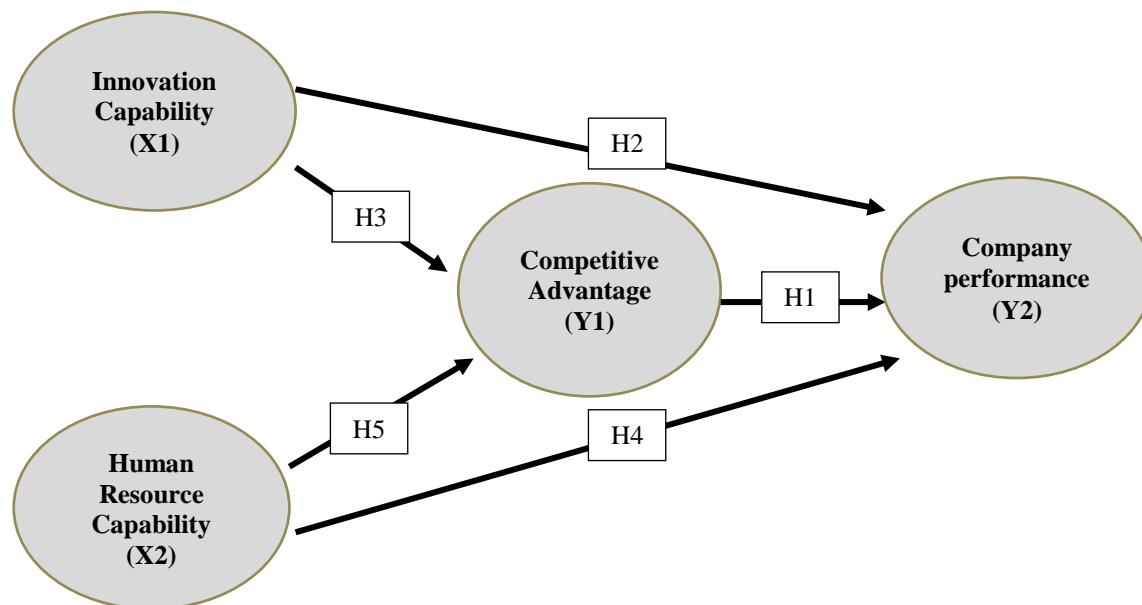 Innovation
Capability
(X1)
H2
H3
Competitive
Advantage
(Y1)
H1
Company
performance
(Y2)
H5
H4
Human
Resource
Capability
(X2)